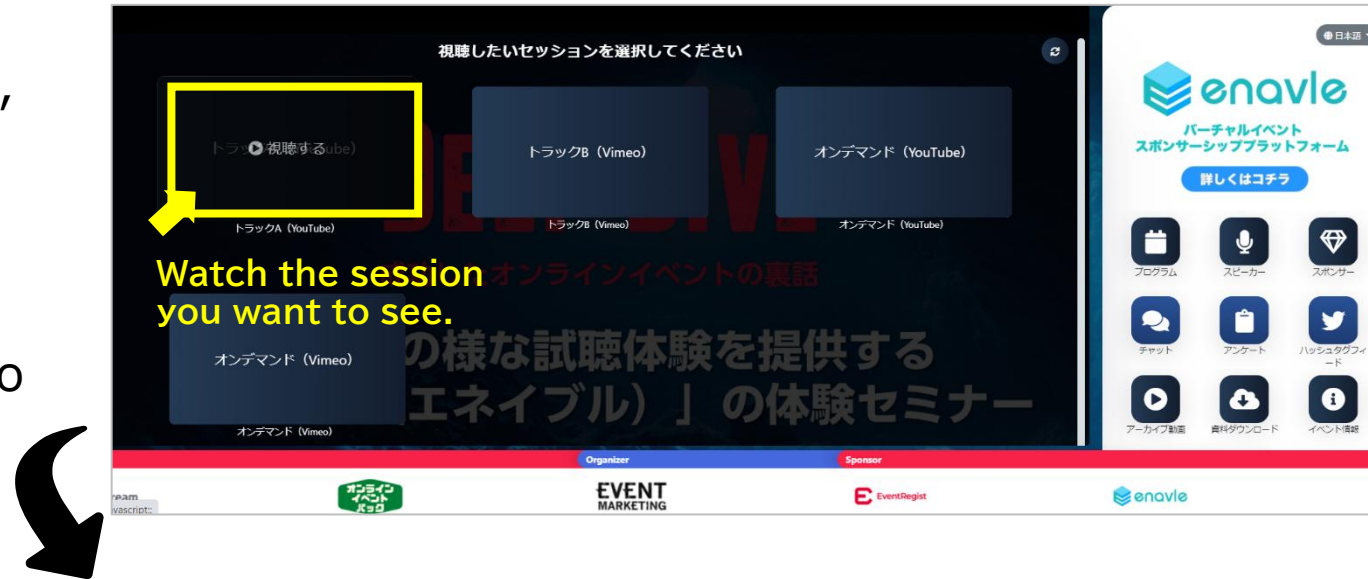 視聴したいセッションを選択してください
日本語
enavle
バーチャルイベント
スポンサーシッププラットフォーム
詳しくはコチラ
視聴する
トラックB（Vimeo）
オンデマンド（YouTube）
トラックA（YouTube）
トラックB（Vimeo）
オンデマンド（YouTube）
プログラム
スピーカー
スポンサー
Watch the session
you want to see.
オンラインイベントの裏話
オンデマンド（Vimeo）
の様な試聴体験を提供する
エネイブル）」の体験セミナー
オンデマンド（Vimeo）
チャット
アンケート
ハッシュタグフィ
ード
アーカイブ動画
資料ダウンロード
イベント情報
Organizer
Sponsor
オンライン
イベント
パック
EVENT
MARKETING
EventRegist
enavle